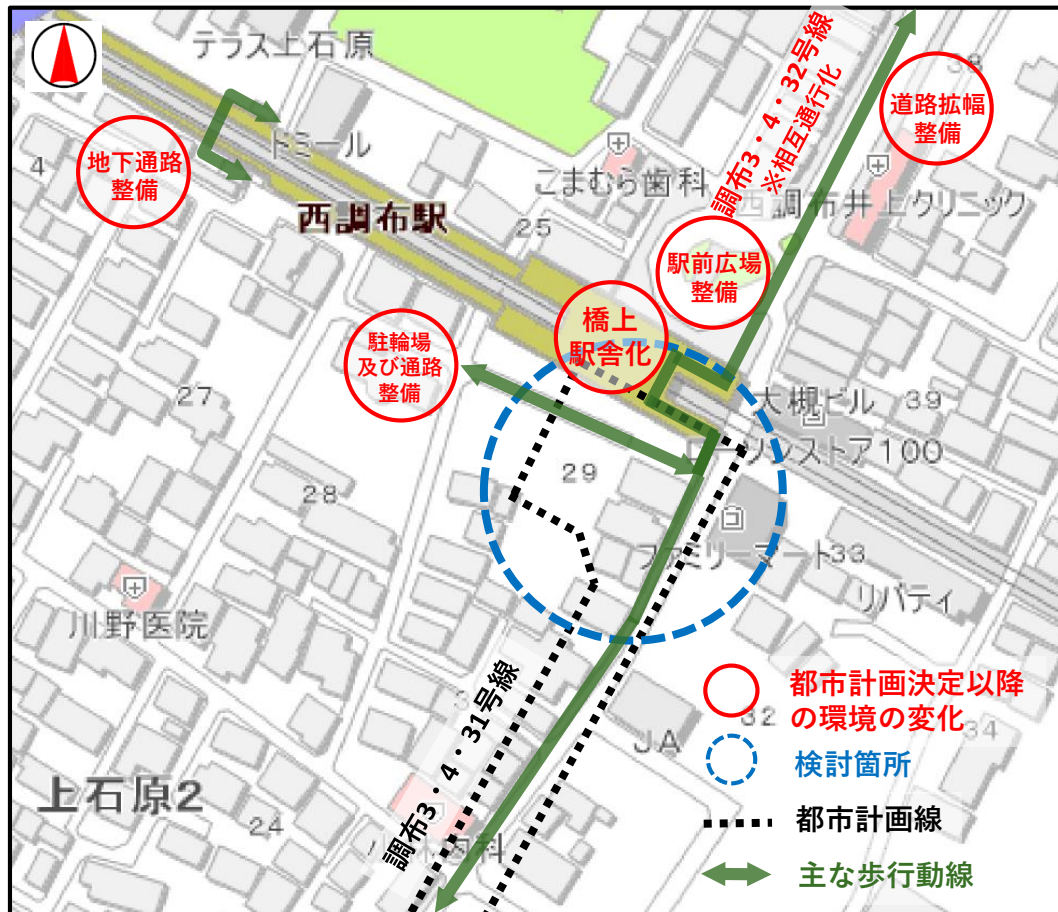 テラス上石原
38
調布3・4・32号線
※相互通行化
道路拡幅
整備
ドミール
地下通路
整備
4
こまむら歯科
西調布井上クリニック
西調布駅
25
駅前広場
整備
橋上
駅舎化
駐輪場
及び通路
整備
27
大槻ビル
39
ローソンストア100
29
28
ファミリーマート
33
リバティ
川野医院
調布3・4・31号線
都市計画決定以降
の環境の変化
32
34
JA
検討箇所
上石原2
24
都市計画線
主な歩行動線